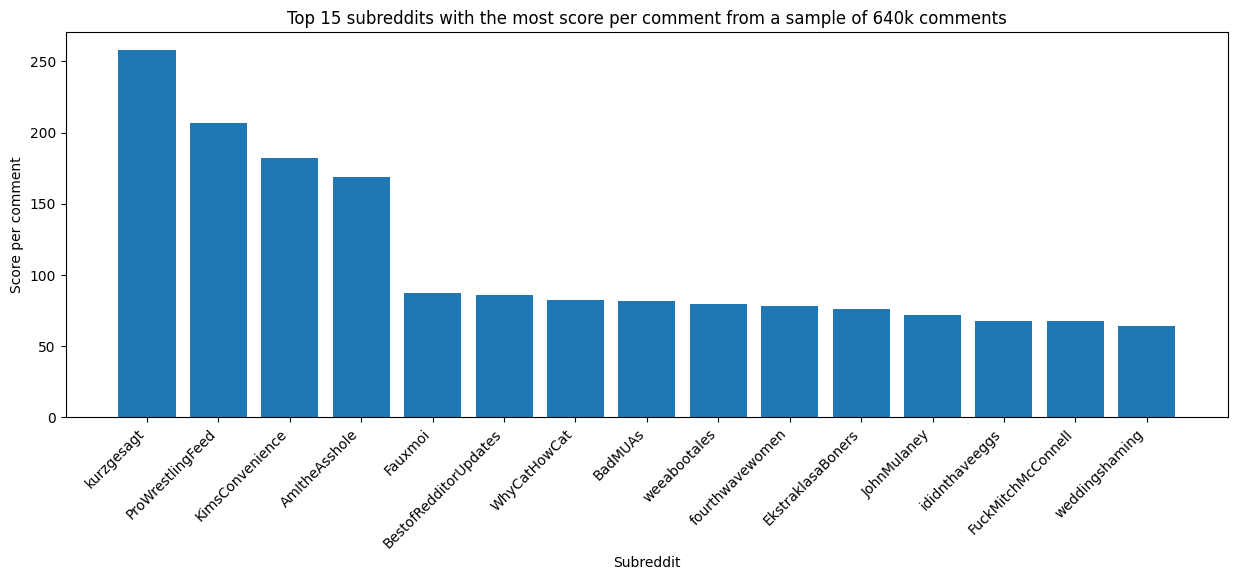 Top 15 subreddits with the most score per comment from a sample of 640k comments
Score per comment
250
200
150
100
50
0
kurzgesagt
ProWrestlingFeed
KimsConvenience
AmItheAsshole
Fauxmoi
BestofRedditorUpdates
WhyCatHowCat
BadMUAs
weeabootales
fourthwavewomen
EkstraklasaBoners
JohnMulaney
ididnthaveeggs
FuckMitchMcConnell
weddingshaming
Subreddit